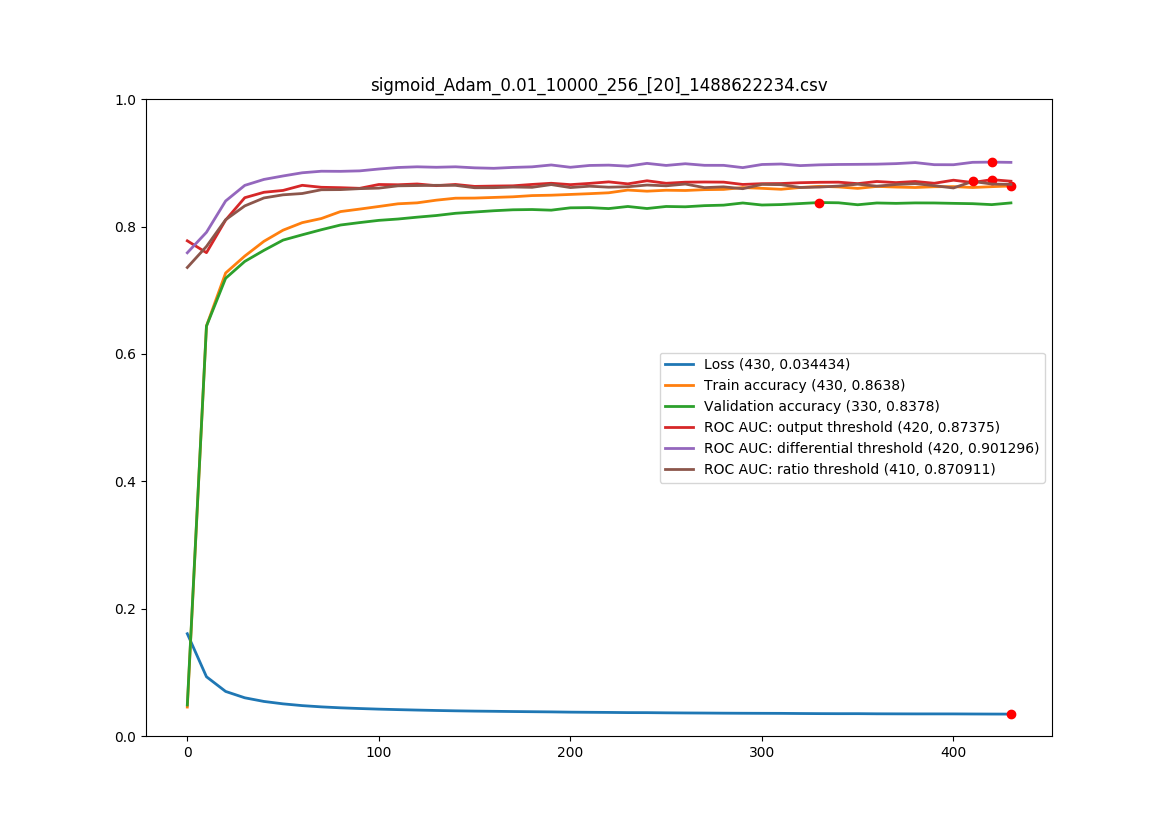 sigmoid_Adam_0.01_10000_256_[20]_1488622234.csv
1.0
0.8
0.6
0.4
0.2
0.0
0
100
200
300
400
Loss (430, 0.034434)
Train accuracy (430, 0.8638)
Validation accuracy (330, 0.8378)
ROC AUC: output threshold (420, 0.87375)
ROC AUC: differential threshold (420, 0.901296)
ROC AUC: ratio threshold (410, 0.870911)